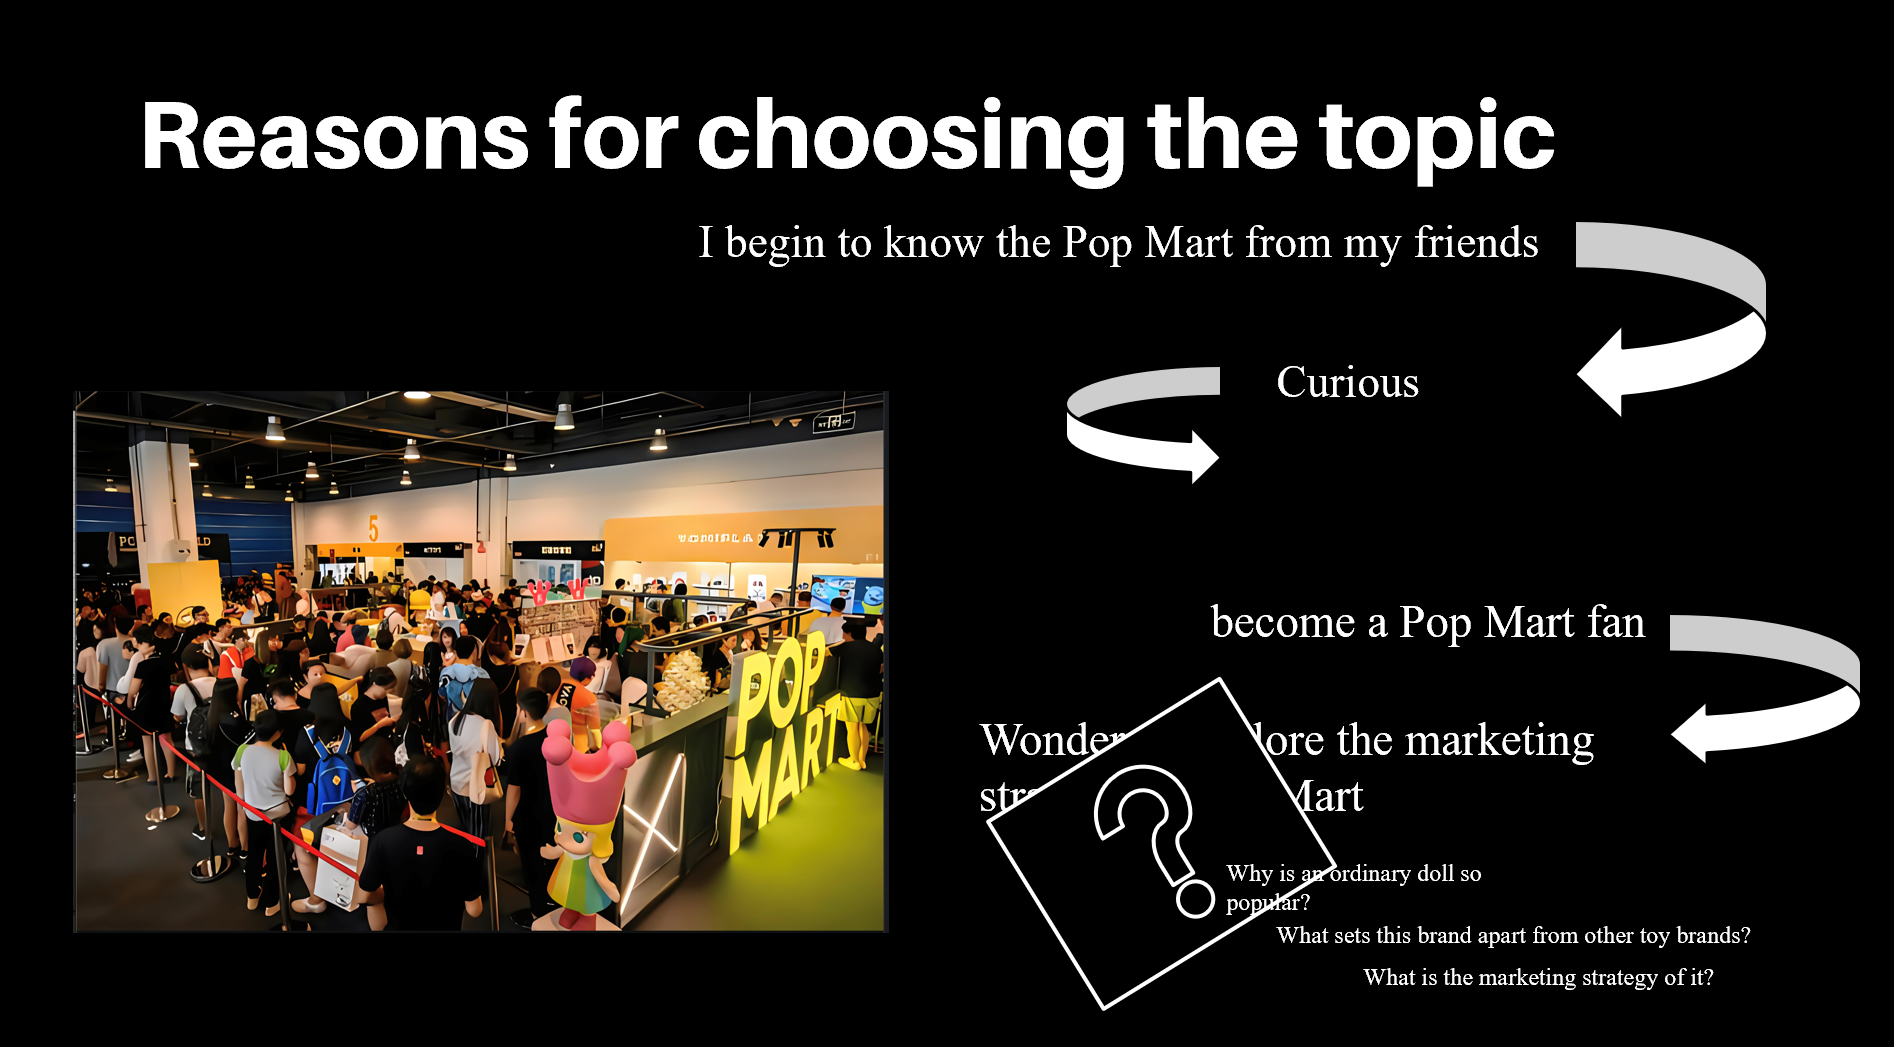 Reasons for choosing the topic
I begin to know the Pop Mart from my friends
Curious
5
POP
MART
become a Pop Mart fan
Wonder lore the marketing
str Mart
Why is an ordinary doll so
popular?
What sets this brand apart from other toy brands?
What is the marketing strategy of it?